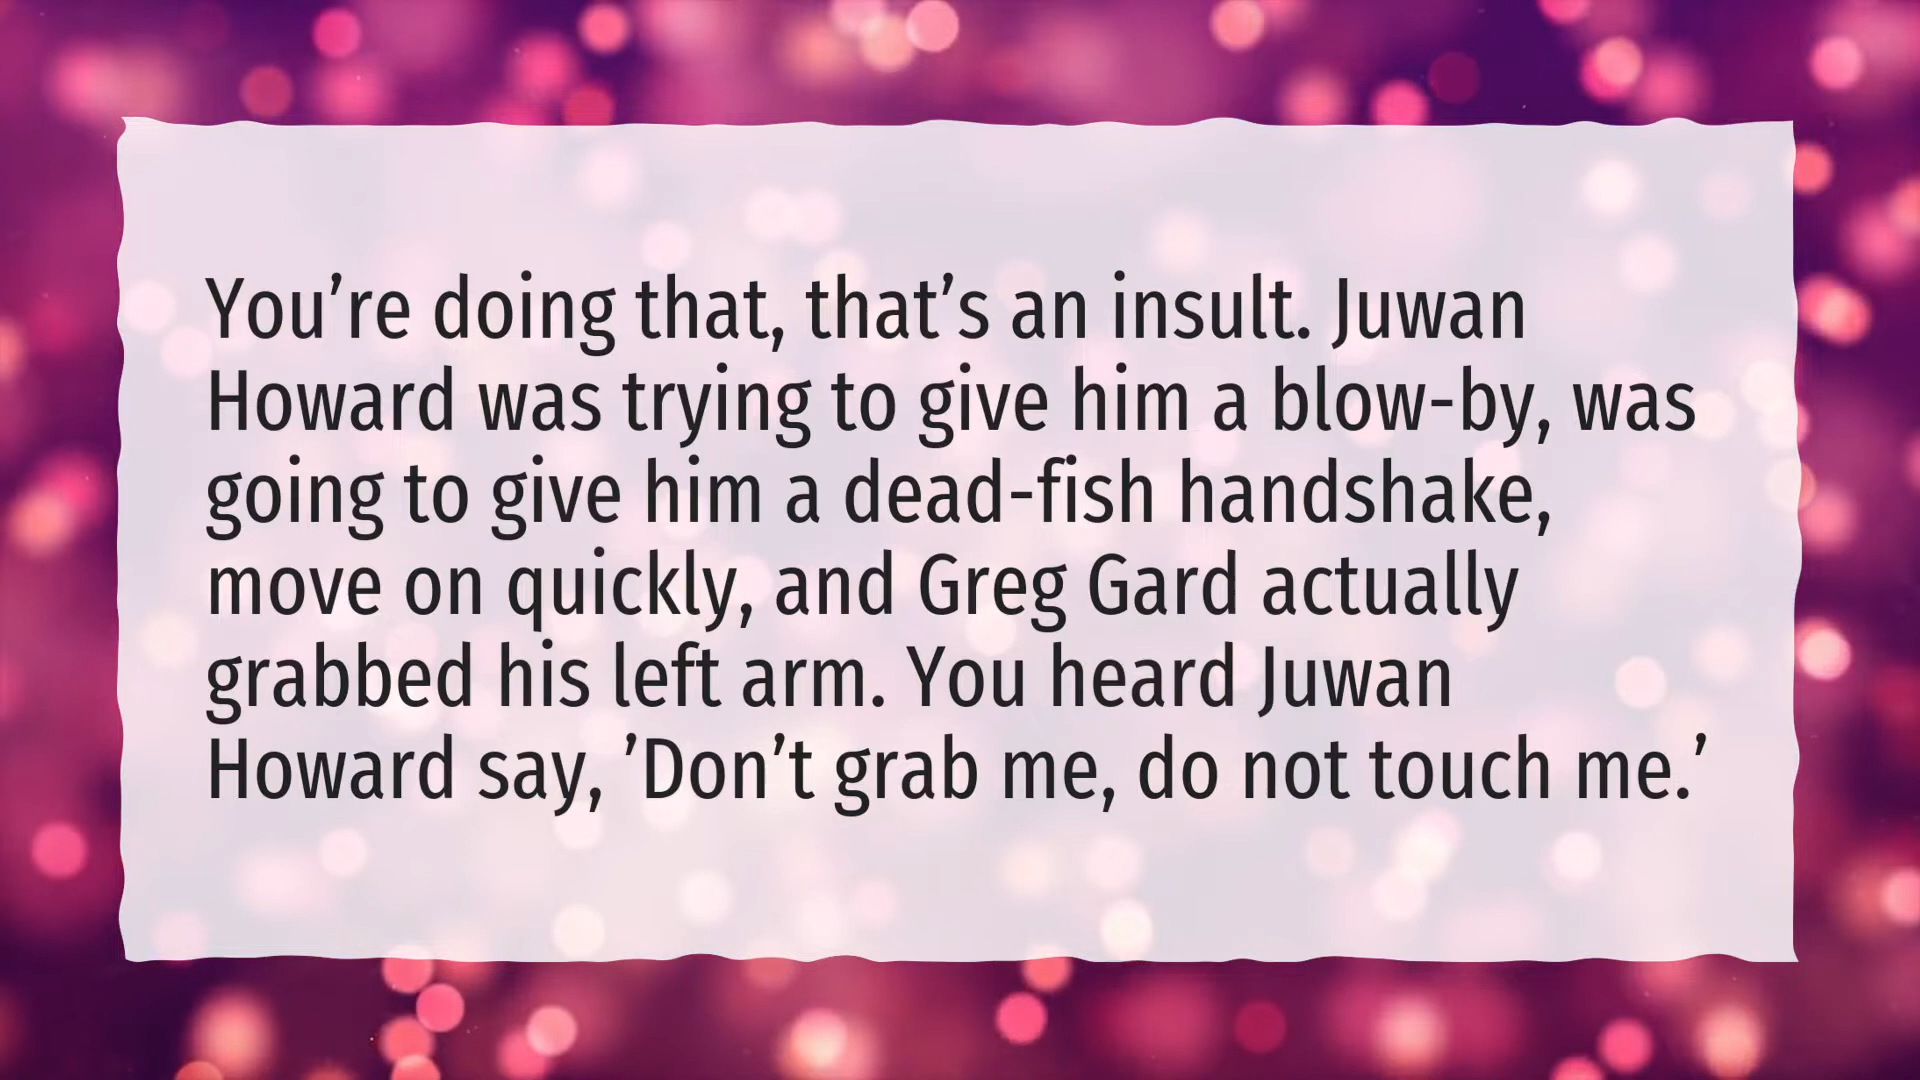 You’re doing that, that’s an insult. Juwan
Howard was trying to give him a blow-by, was
going to give him a dead-fish handshake,
move on quickly, and Greg Gard actually
grabbed his left arm. You heard Juwan
Howard say, ’Don’t grab me, do not touch me.’